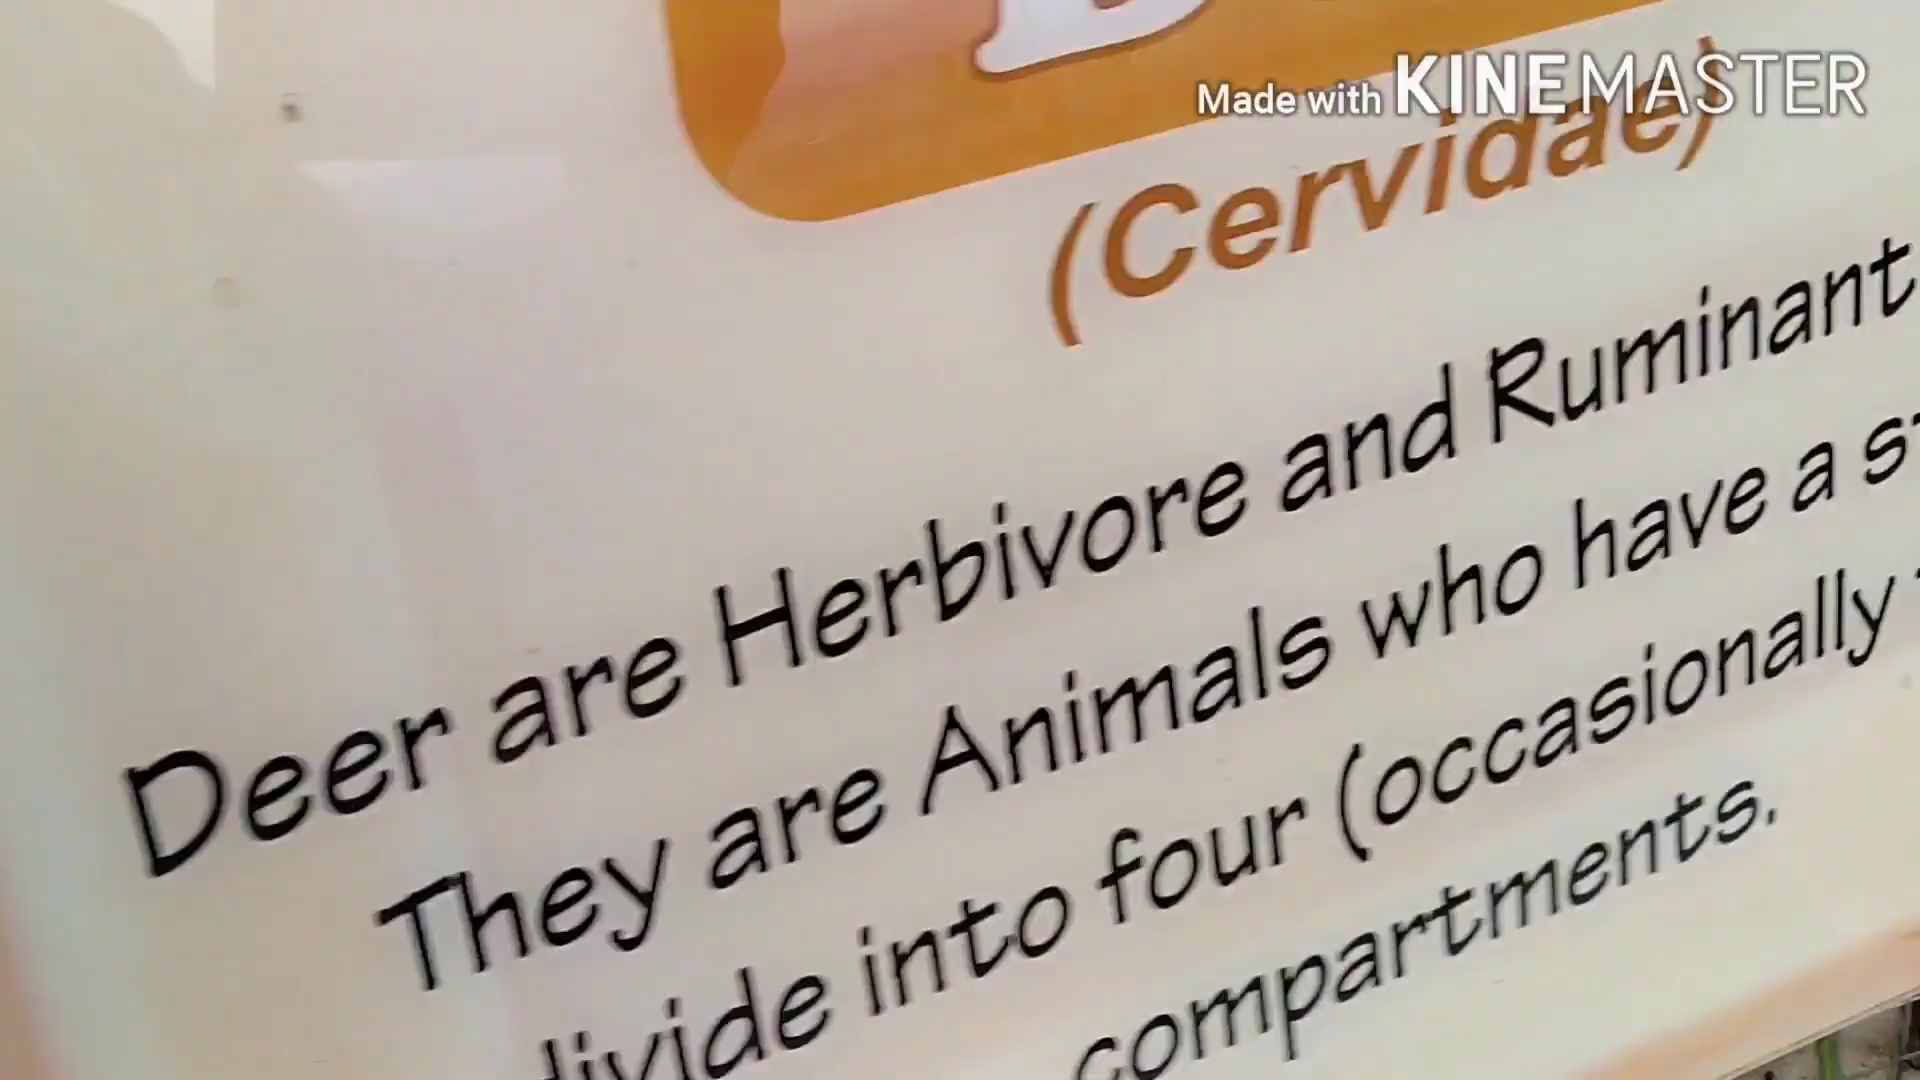 Made with KINEMASTER
(Cervidae)
Deer are Herbivore and Ruminant
They are Animals who have a
into four (occasionally
compartments.